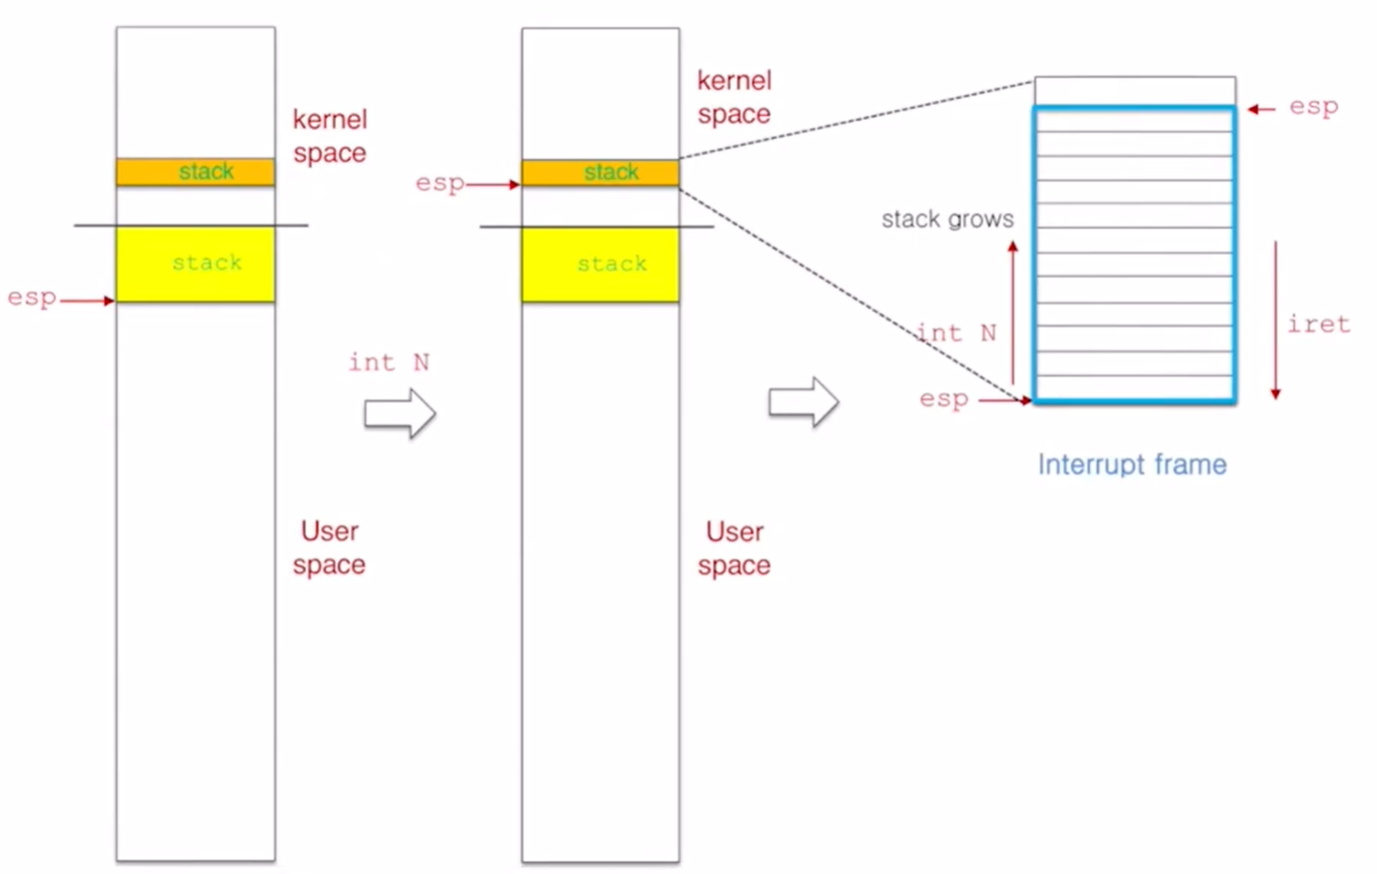 kernel
space
stack
stack
esp
int N
User
space
kernel
space
esp
stack
stack
User
space
esp
stack grows
int N
esp
iret
Interrupt frame